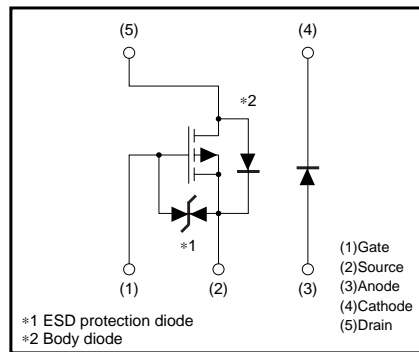 (5) (4)
∗2
∗1
(1) (2) (3)
(1)Gate
(2)Source
(3)Anode
(4)Cathode
(5)Drain
∗1 ESD protection diode
∗2 Body diode